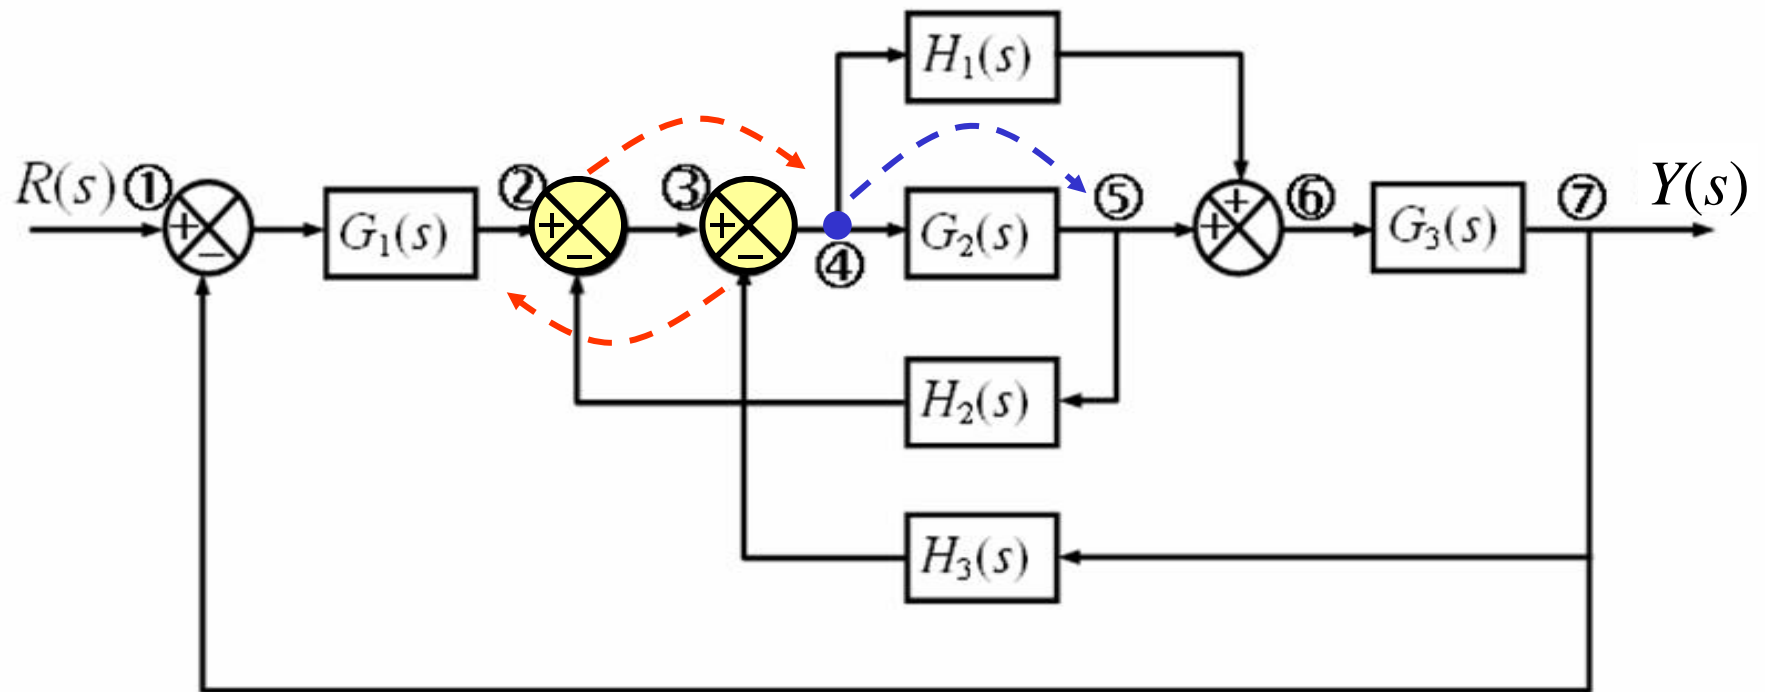 H₁(s)
R(s) ① ② ③ ⑤ ⑥ ⑦ Y(s)
+ − G₁(s) + − + − ④ G₂(s) + + G₃(s)
H₂(s)
H₃(s)